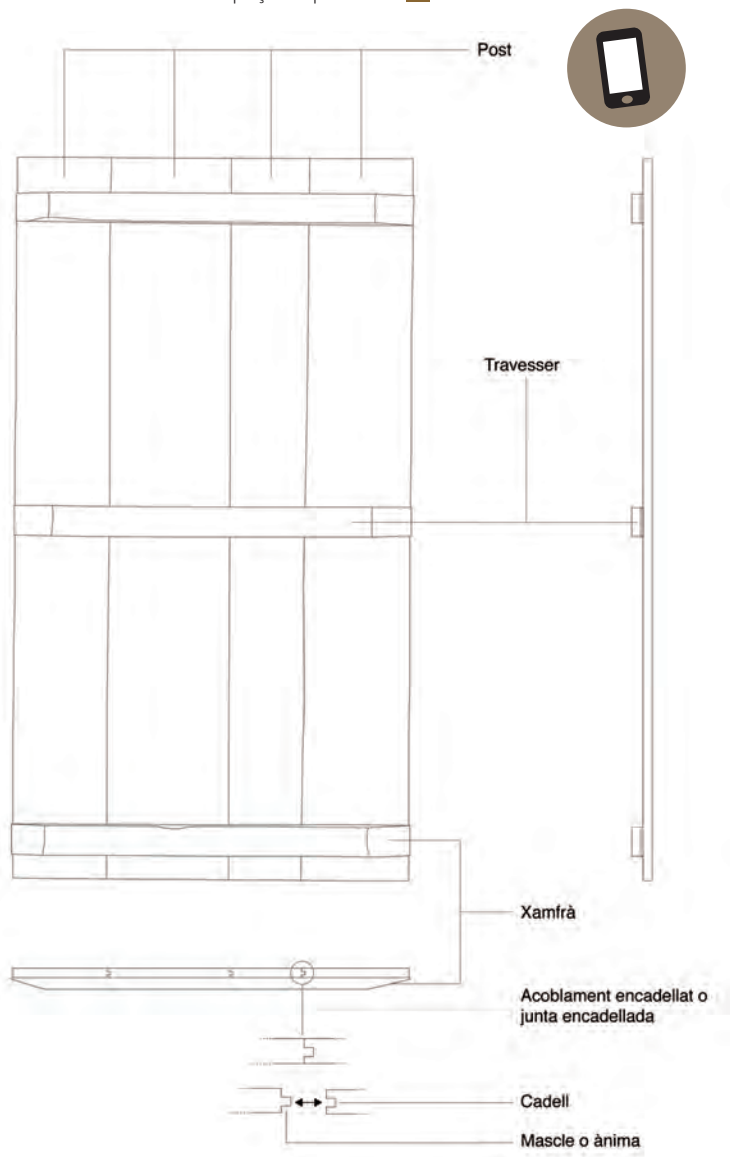 Post
Travesser
Xamfrà
Acoblament encadellat o
junta encadellada
Cadell
Mascle o ànima